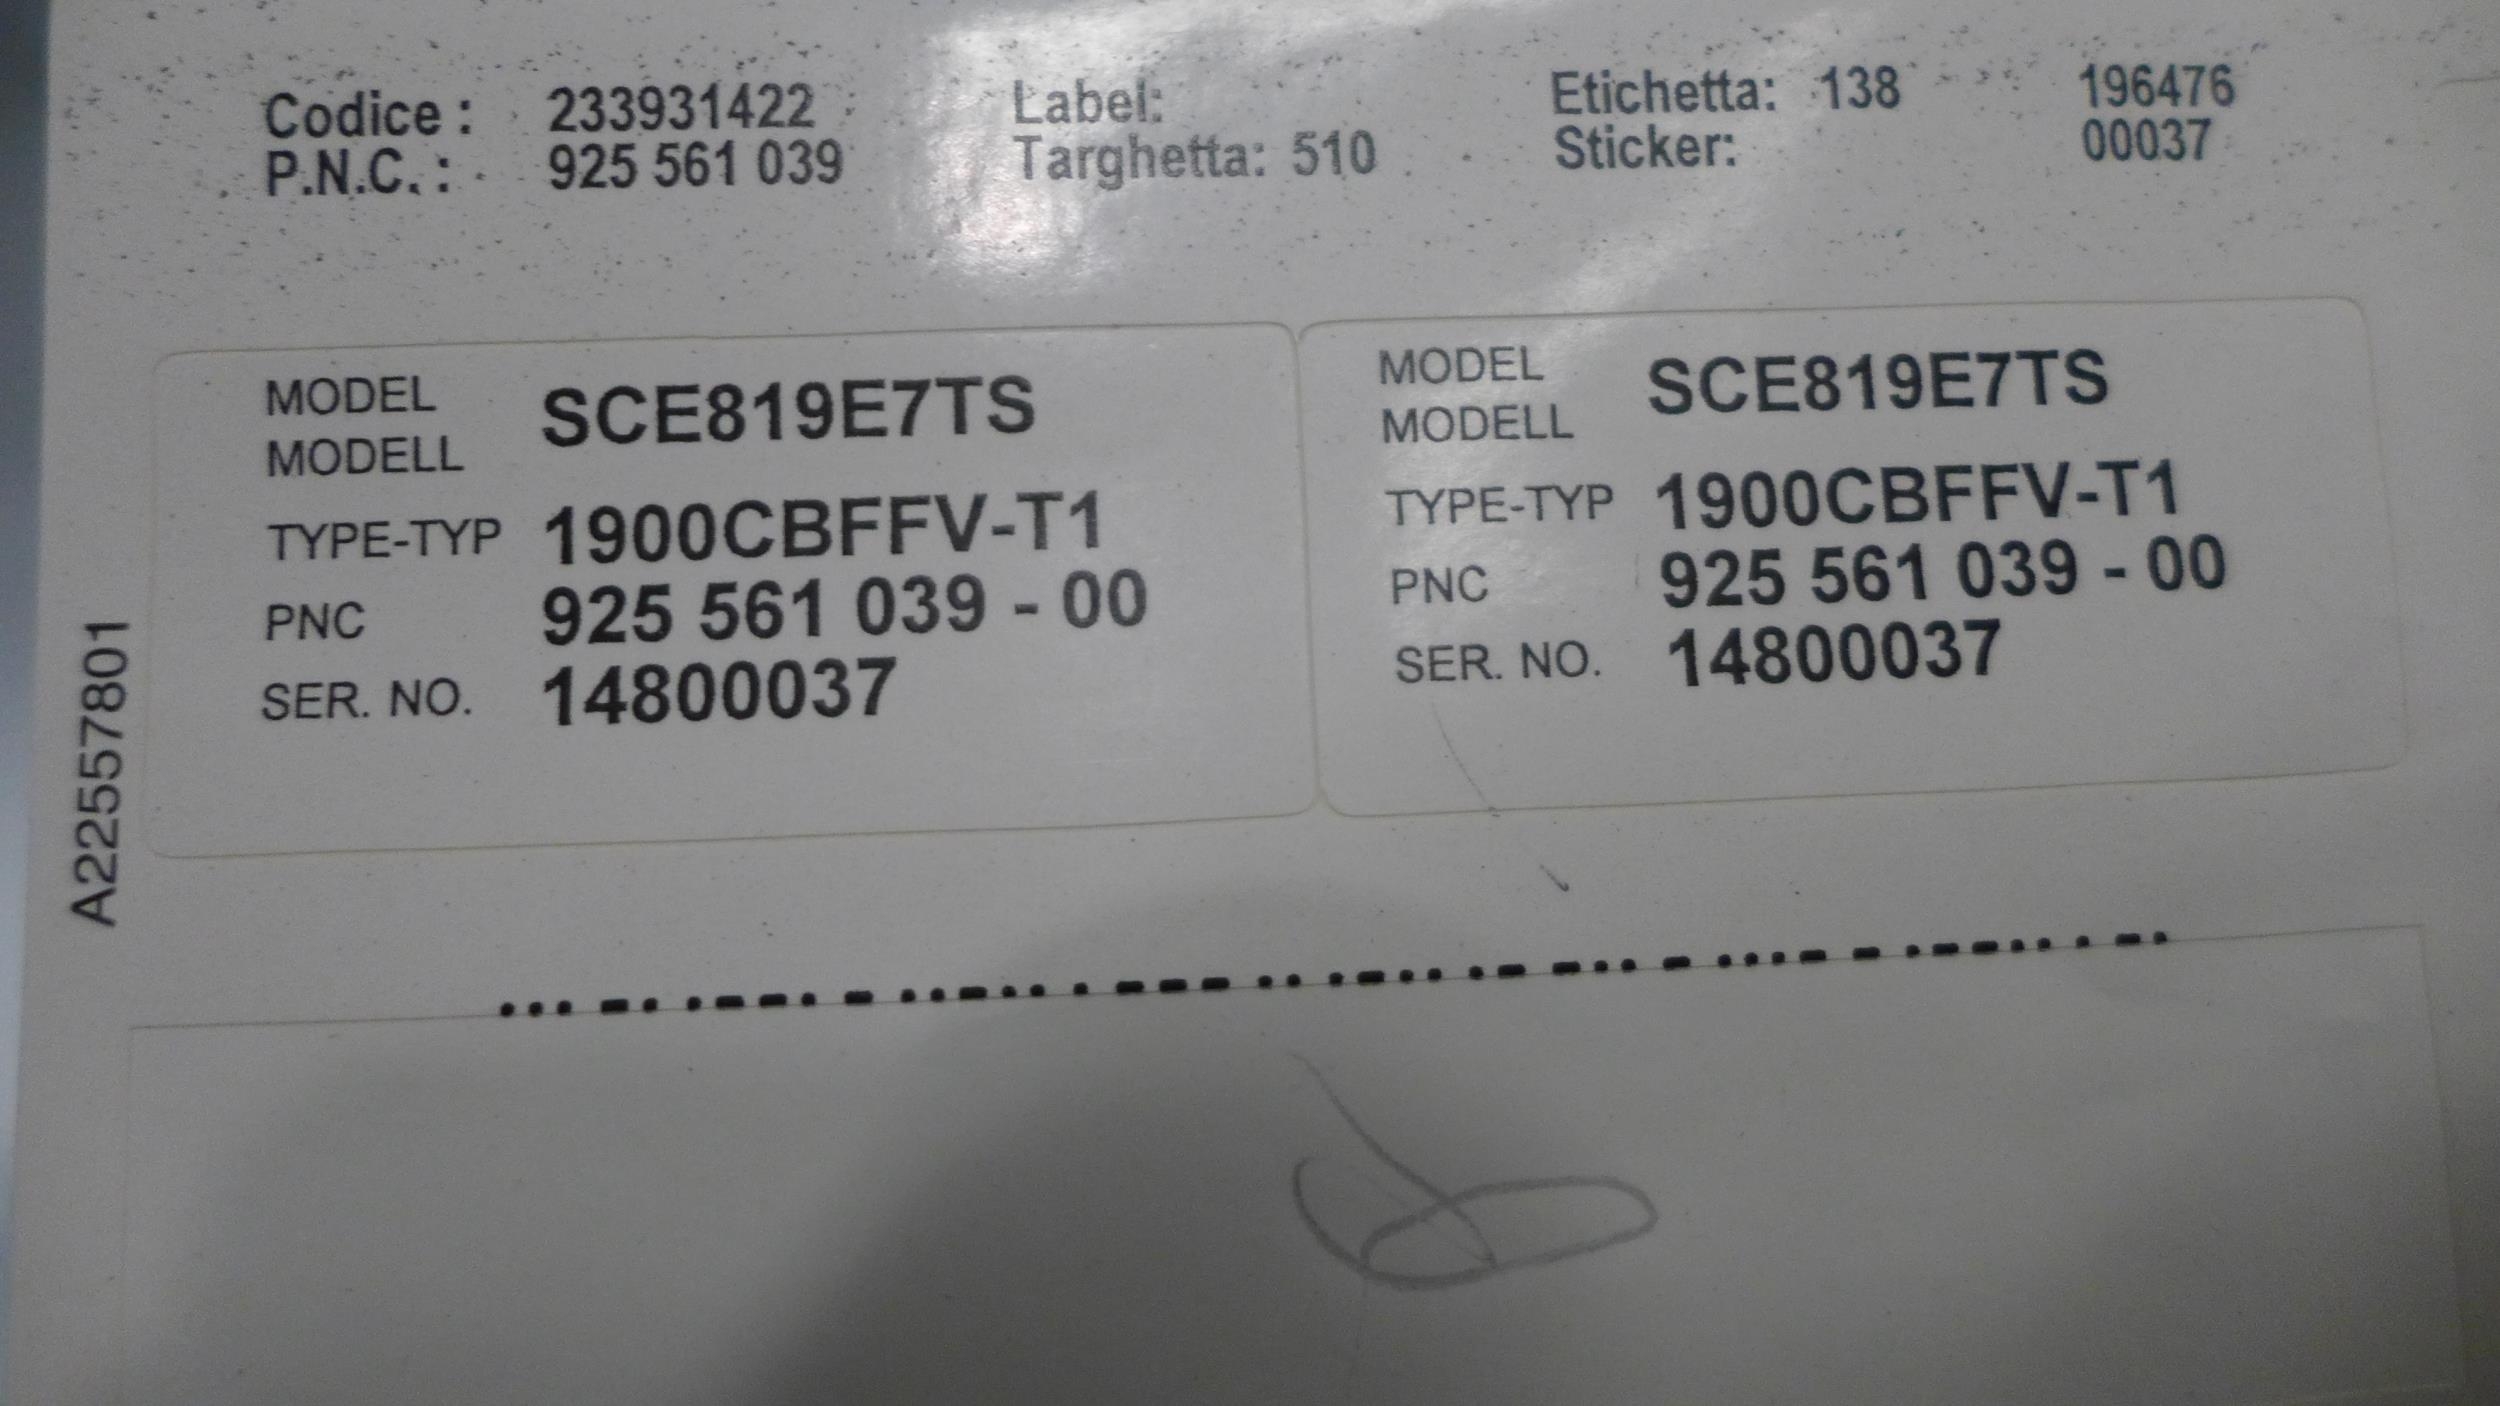 Codice : 233931422 Label: Etichetta: 138 196476
P.N.C. : 925 561 039 Targhetta: 510 Sticker: 00037
MODEL
MODELL SCE819E7TS
TYPE-TYP 1900CBFFV-T1
PNC 925 561 039 - 00
SER. NO. 14800037
MODEL
MODELL SCE819E7TS
TYPE-TYP 1900CBFFV-T1
PNC 925 561 039 - 00
SER. NO. 14800037
A22557801